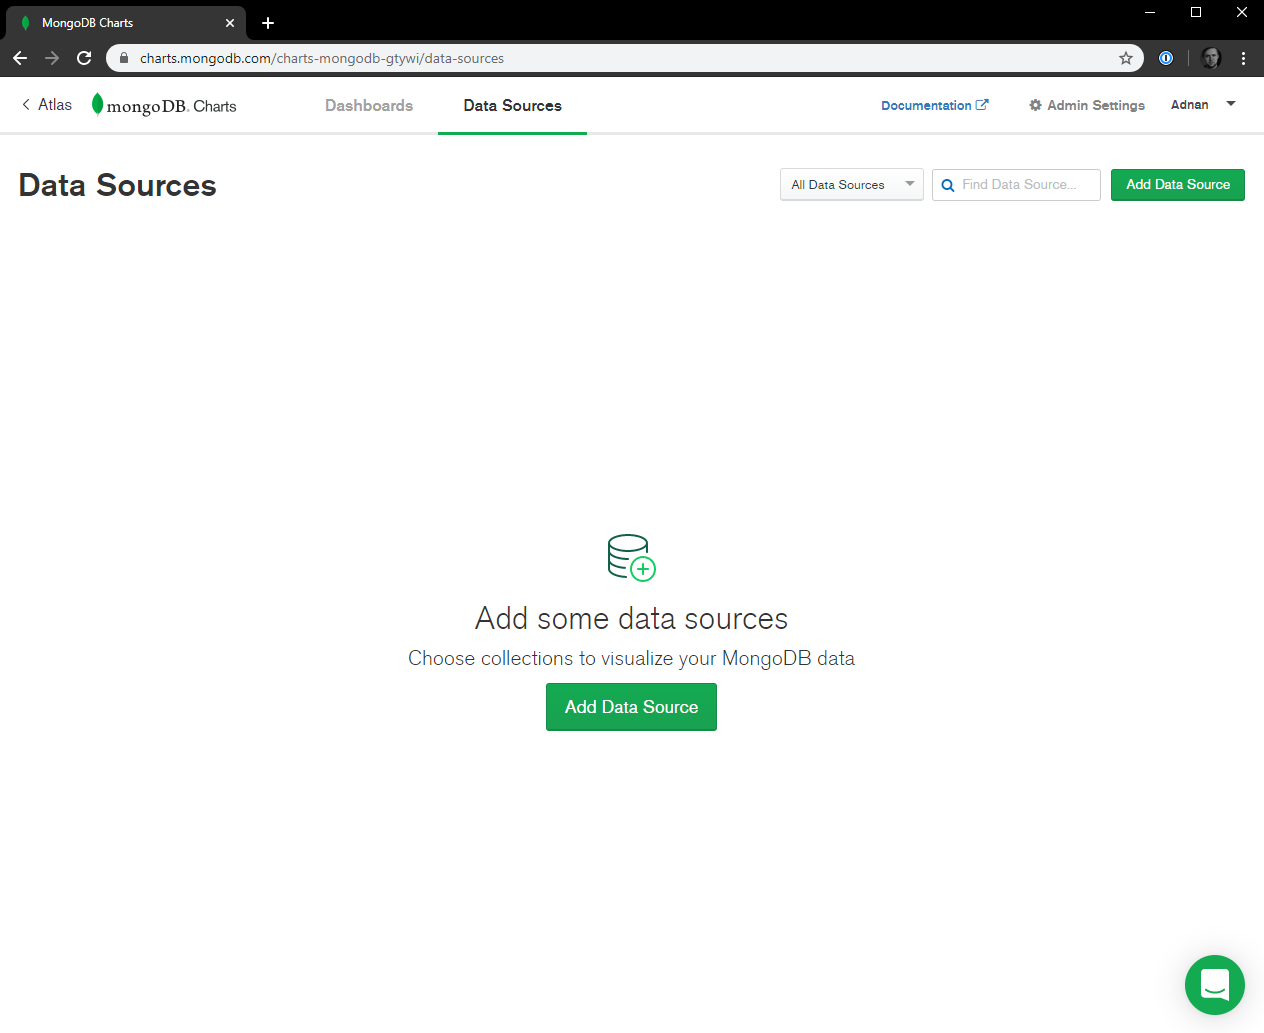 MongoDB Charts
charts.mongodb.com/charts-mongodb-gtywi/data-sources
Atlas
mongoDB. Charts
Dashboards
Data Sources
Documentation
Admin Settings
Adnan
Data Sources
All Data Sources
Find Data Source...
Add Data Source
Add some data sources
Choose collections to visualize your MongoDB data
Add Data Source